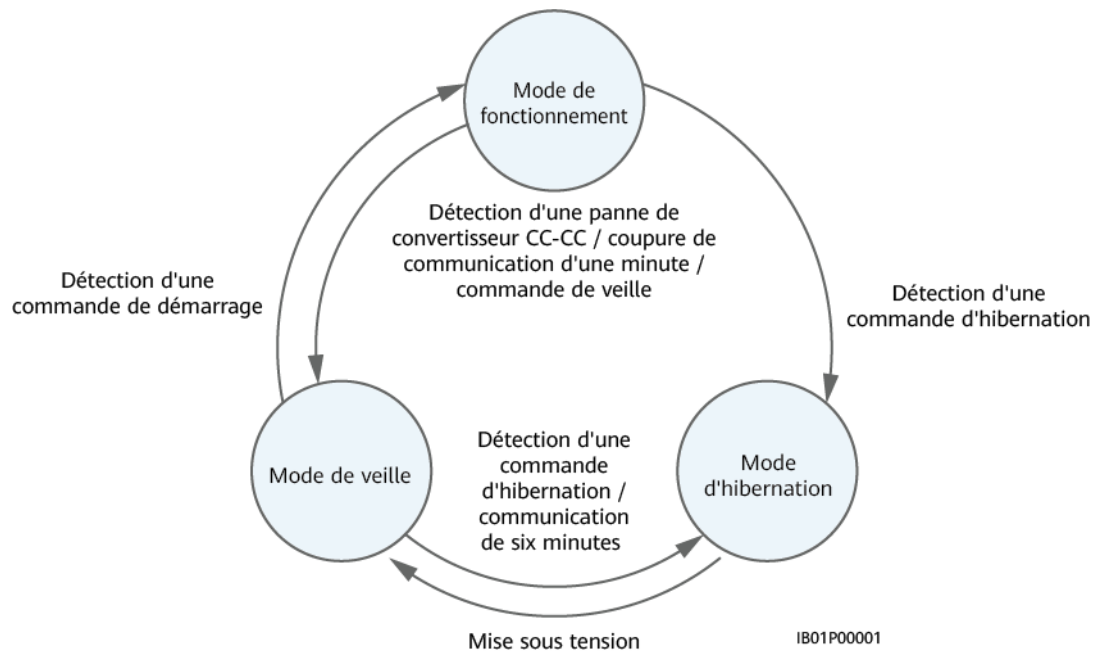 Mode de
fonctionnement
Détection d'une panne de
convertisseur CC-CC / coupure de
communication d'une minute /
commande de veille
Détection d'une
commande de démarrage
Détection d'une
commande d'hibernation
Mode de veille
Détection d'une
commande
d'hibernation /
communication
de six minutes
Mode
d'hibernation
Mise sous tension
IB01P00001